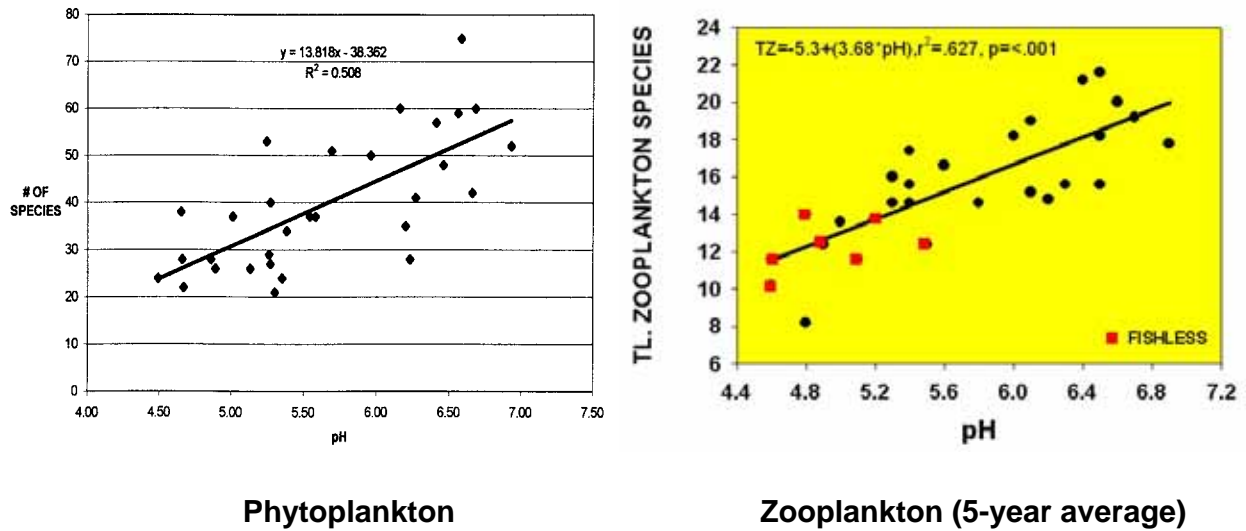 80
70
60
50
40
30
20
10
0
# OF
SPECIES
y = 13.818x - 38.362
R² = 0.508
4.00 4.50 5.00 5.50 6.00 6.50 7.00 7.50
pH
Phytoplankton
TL. ZOOPLANKTON SPECIES
24
22
20
18
16
14
12
10
8
6
TZ=-5.3+(3.68*pH),r²=.627, p=<.001
FISHLESS
4.4 4.8 5.2 5.6 6.0 6.4 6.8 7.2
pH
Zooplankton (5-year average)